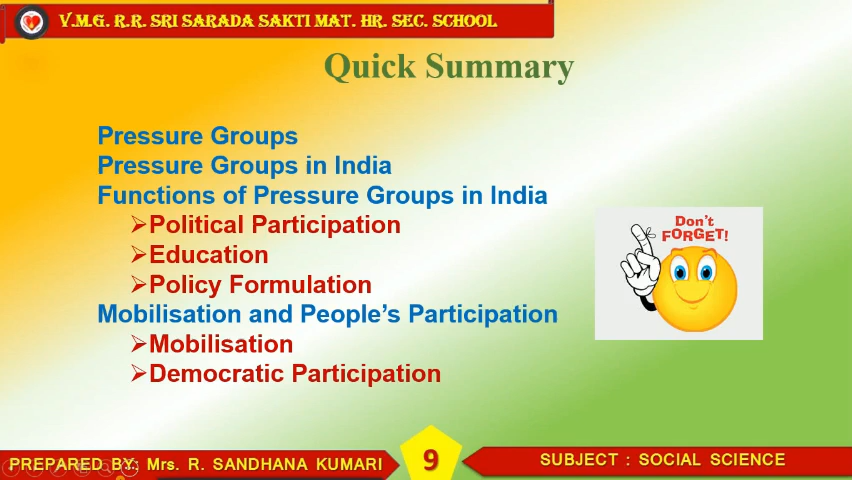 V.M.G. R.R. SRI SARADA SAKTI MAT. HR. SEC. SCHOOL
Quick Summary
Pressure Groups
Pressure Groups in India
Functions of Pressure Groups in India
➢Political Participation
➢Education
➢Policy Formulation
Mobilisation and People’s Participation
➢Mobilisation
➢Democratic Participation
Don't
FORGET!
PREPARED BY: Mrs. R. SANDHANA KUMARI
9
SUBJECT : SOCIAL SCIENCE